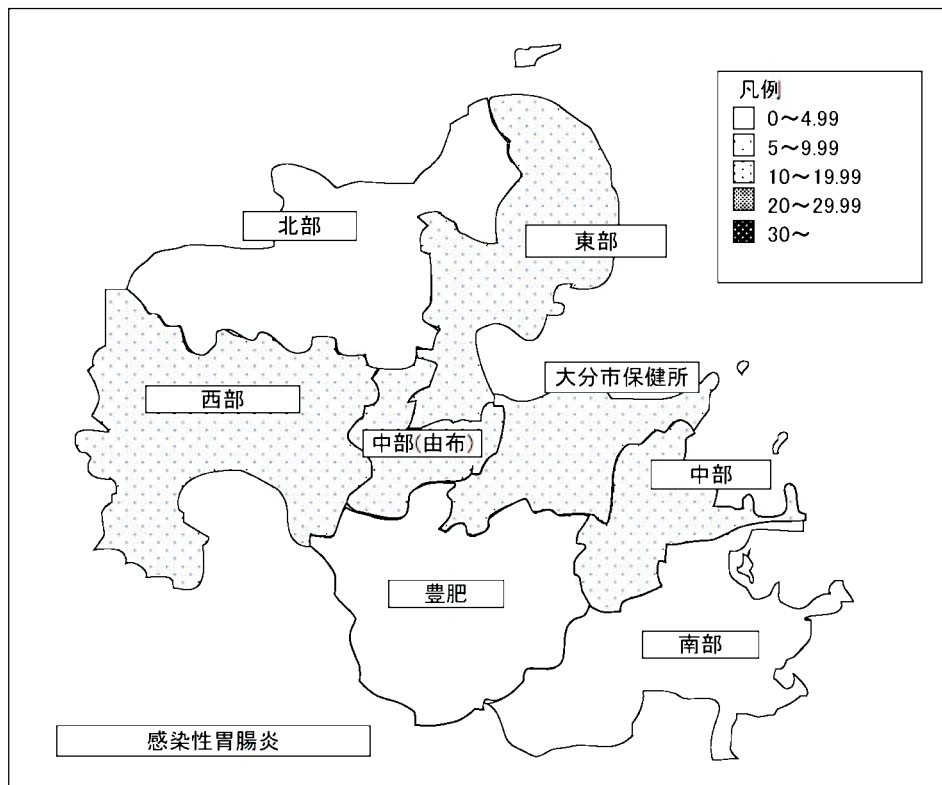 凡例
0～4.99
5～9.99
10～19.99
20～29.99
30～
北部
東部
大分市保健所
西部
中部(由布)
中部
豊肥
南部
感染性胃腸炎